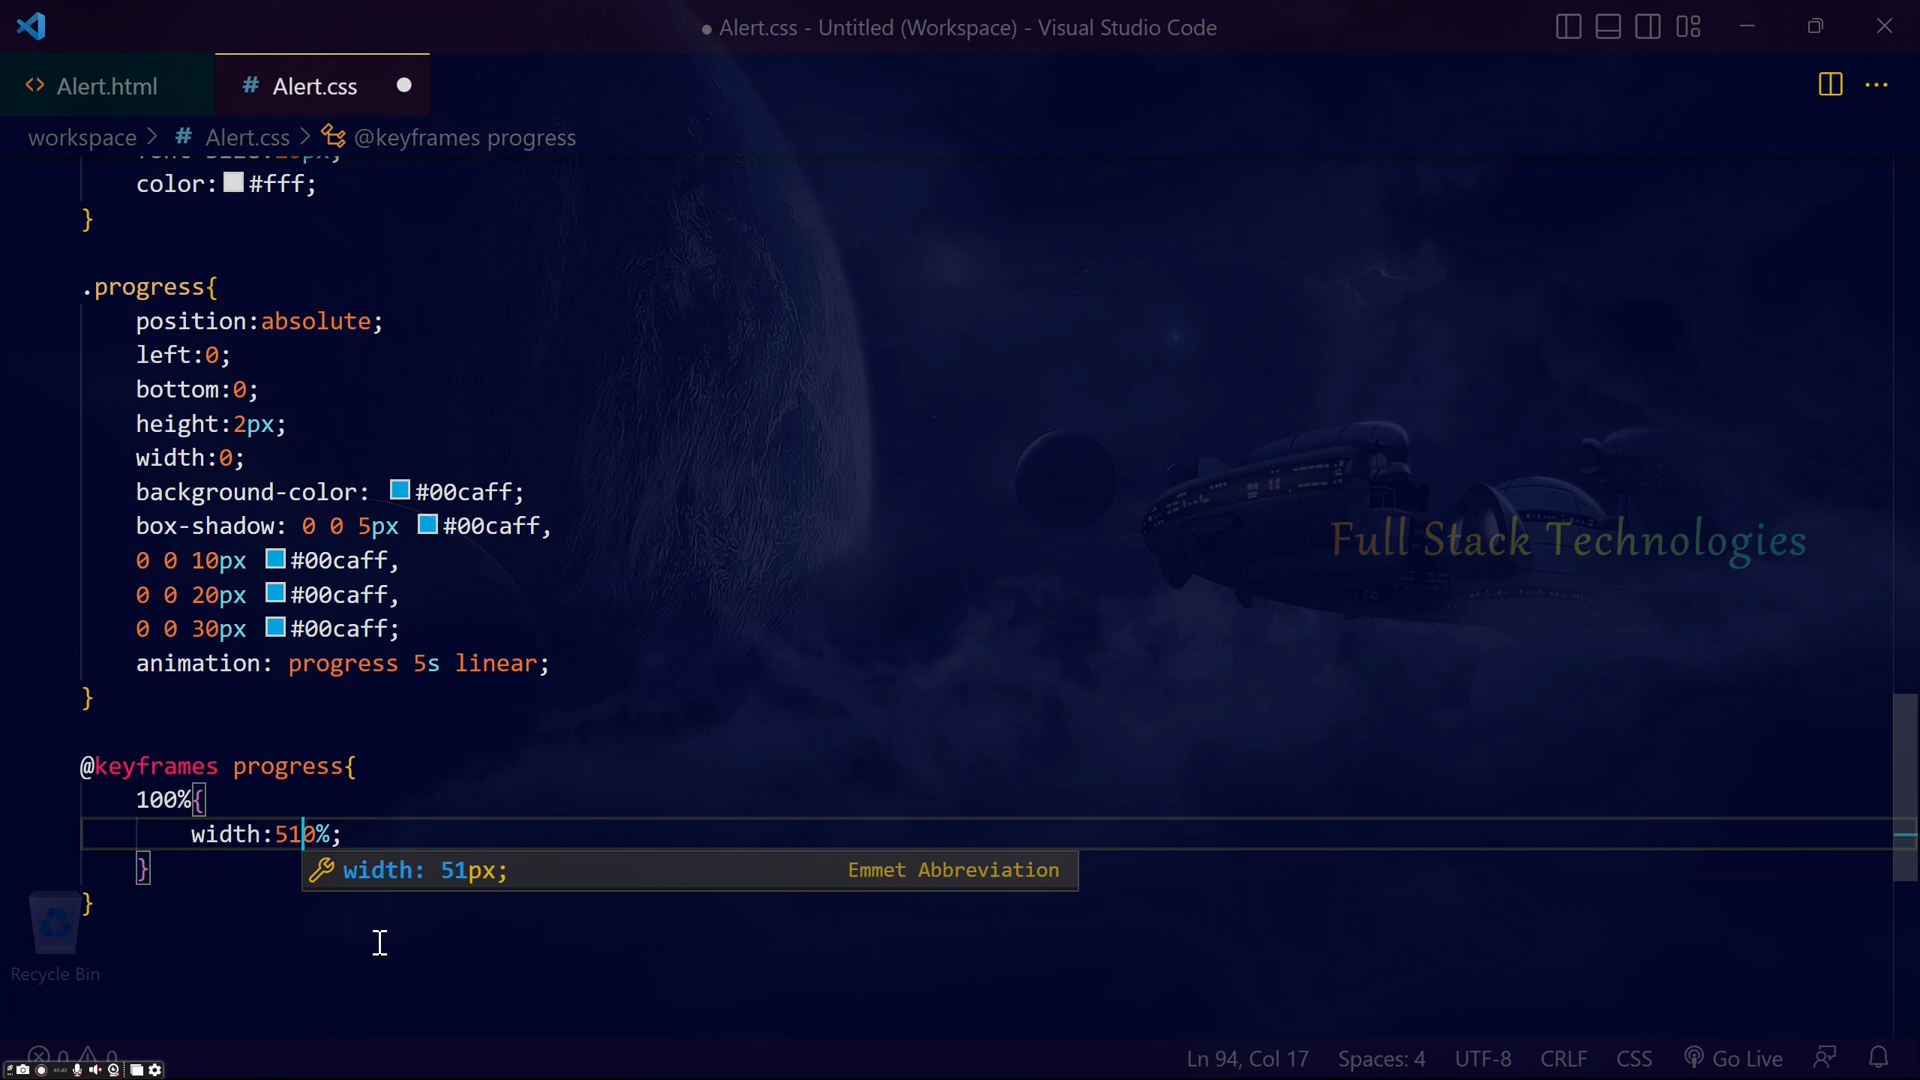 ● Alert.css - Untitled (Workspace) - Visual Studio Code
<> Alert.html # Alert.css ●
workspace > # Alert.css > @keyframes progress
color: #fff;
}
.progress{
position:absolute;
left:0;
bottom:0;
height:2px;
width:0;
background-color: #00caff;
box-shadow: 0 0 5px #00caff,
0 0 10px #00caff,
0 0 20px #00caff,
0 0 30px #00caff;
animation: progress 5s linear;
}
Full Stack Technologies
@keyframes progress{
100%{
width:510%;
width: 51px; Emmet Abbreviation
}
}
Recycle Bin
0 0 Ln 94, Col 17 Spaces: 4 UTF-8 CRLF CSS Go Live